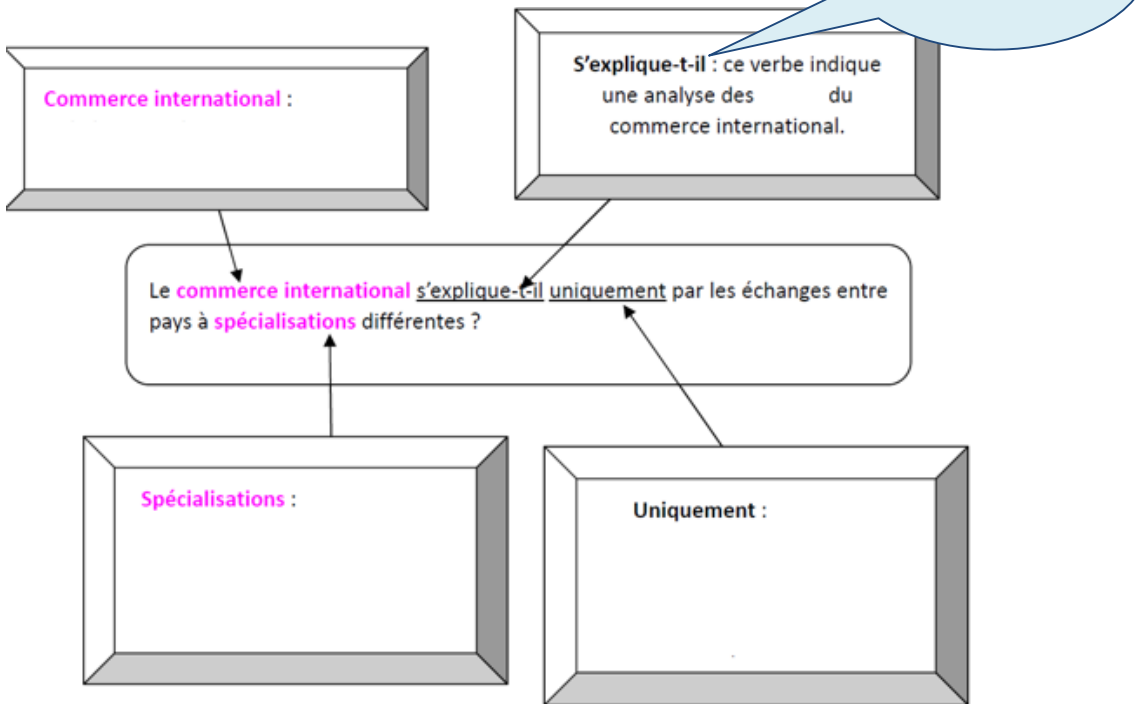 Commerce international :
S'explique-t-il : ce verbe indique
une analyse des du
commerce international.
Le commerce international s'explique-t-il uniquement par les échanges entre
pays à spécialisations différentes ?
Spécialisations :
Uniquement :